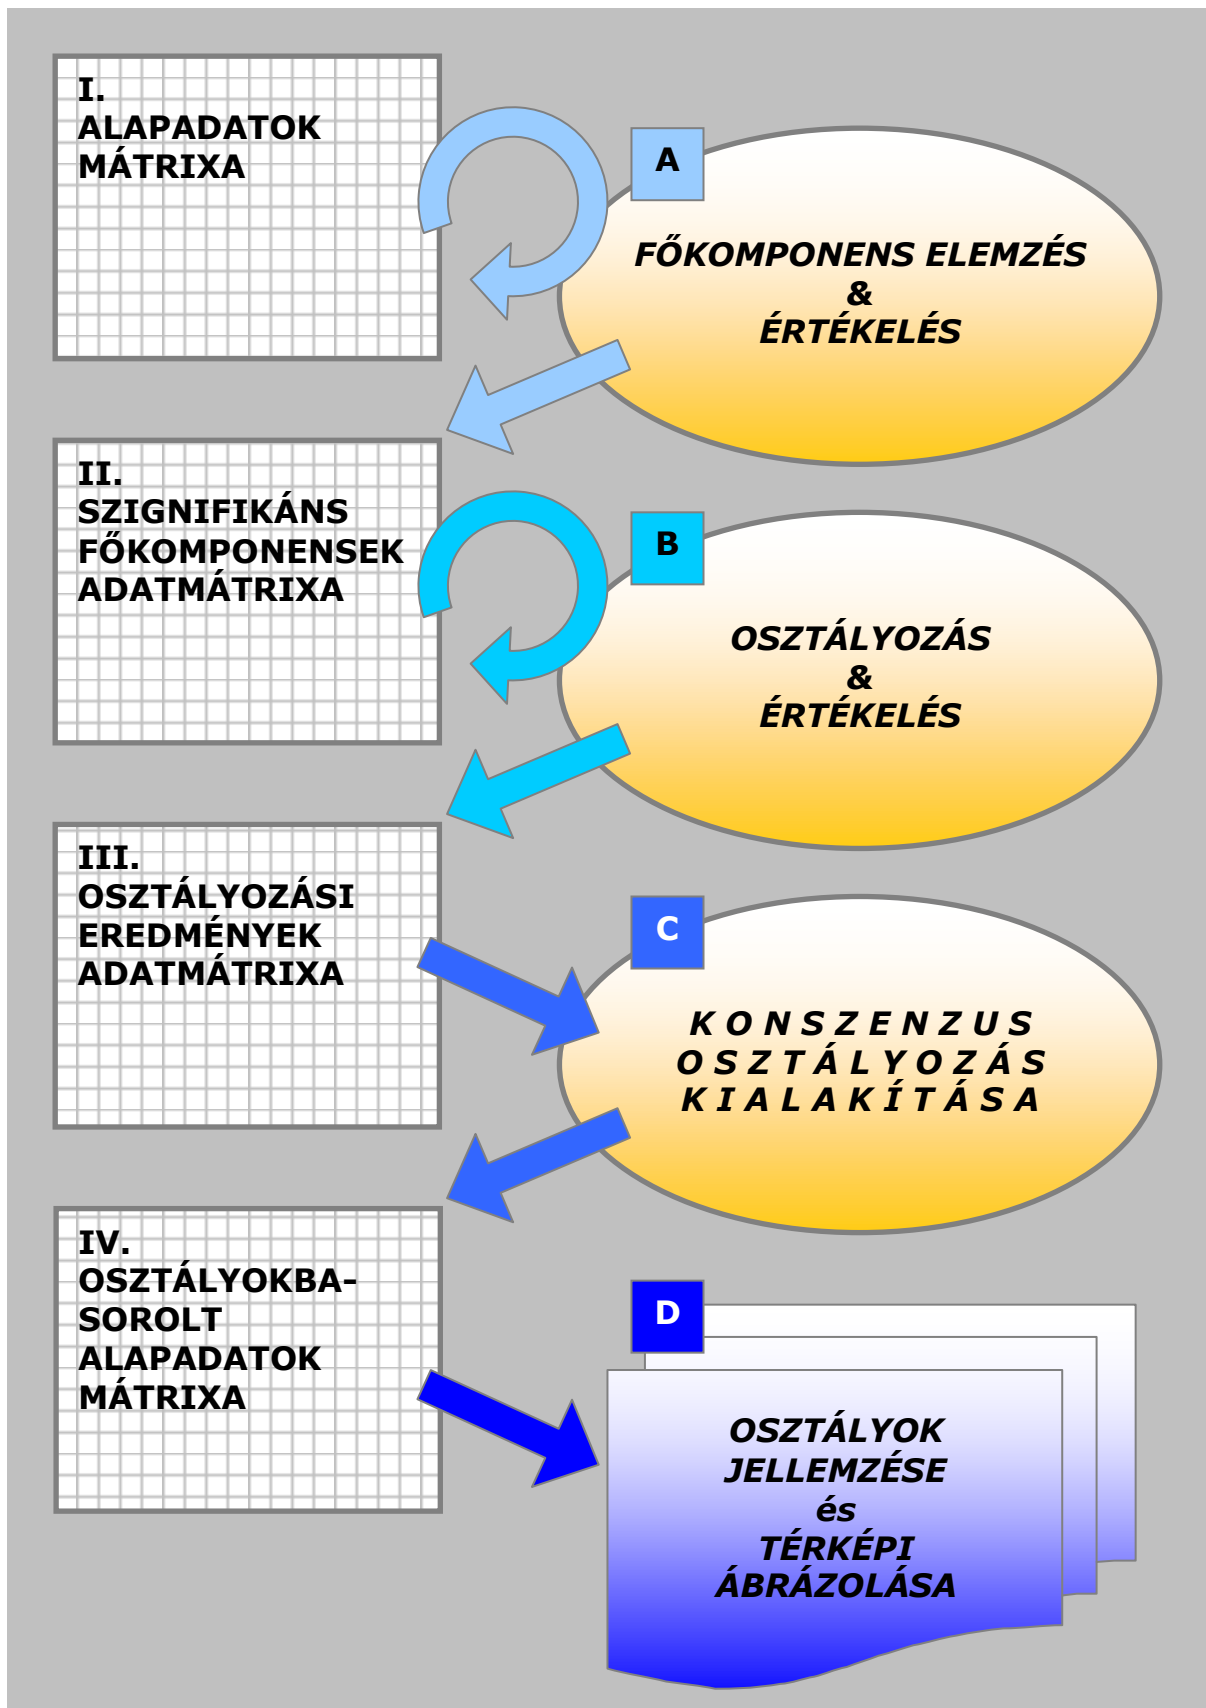 I.
ALAPADATOK
MÁTRIXA
A
FŐKOMPONENS ELEMZÉS
&
ÉRTÉKELÉS
II.
SZIGNIFIKÁNS
FŐKOMPONENSEK
ADATMÁTRIXA
B
OSZTÁLYOZÁS
&
ÉRTÉKELÉS
III.
OSZTÁLYOZÁSI
EREDMÉNYEK
ADATMÁTRIXA
C
K O N S Z E N Z U S
O S Z T Á L Y O Z Á S
K I A L A K Í T Á S A
IV.
OSZTÁLYOKBA-
SOROLT
ALAPADATOK
MÁTRIXA
D
OSZTÁLYOK
JELLEMZÉSE
és
TÉRKÉPI
ÁBRÁZOLÁSA